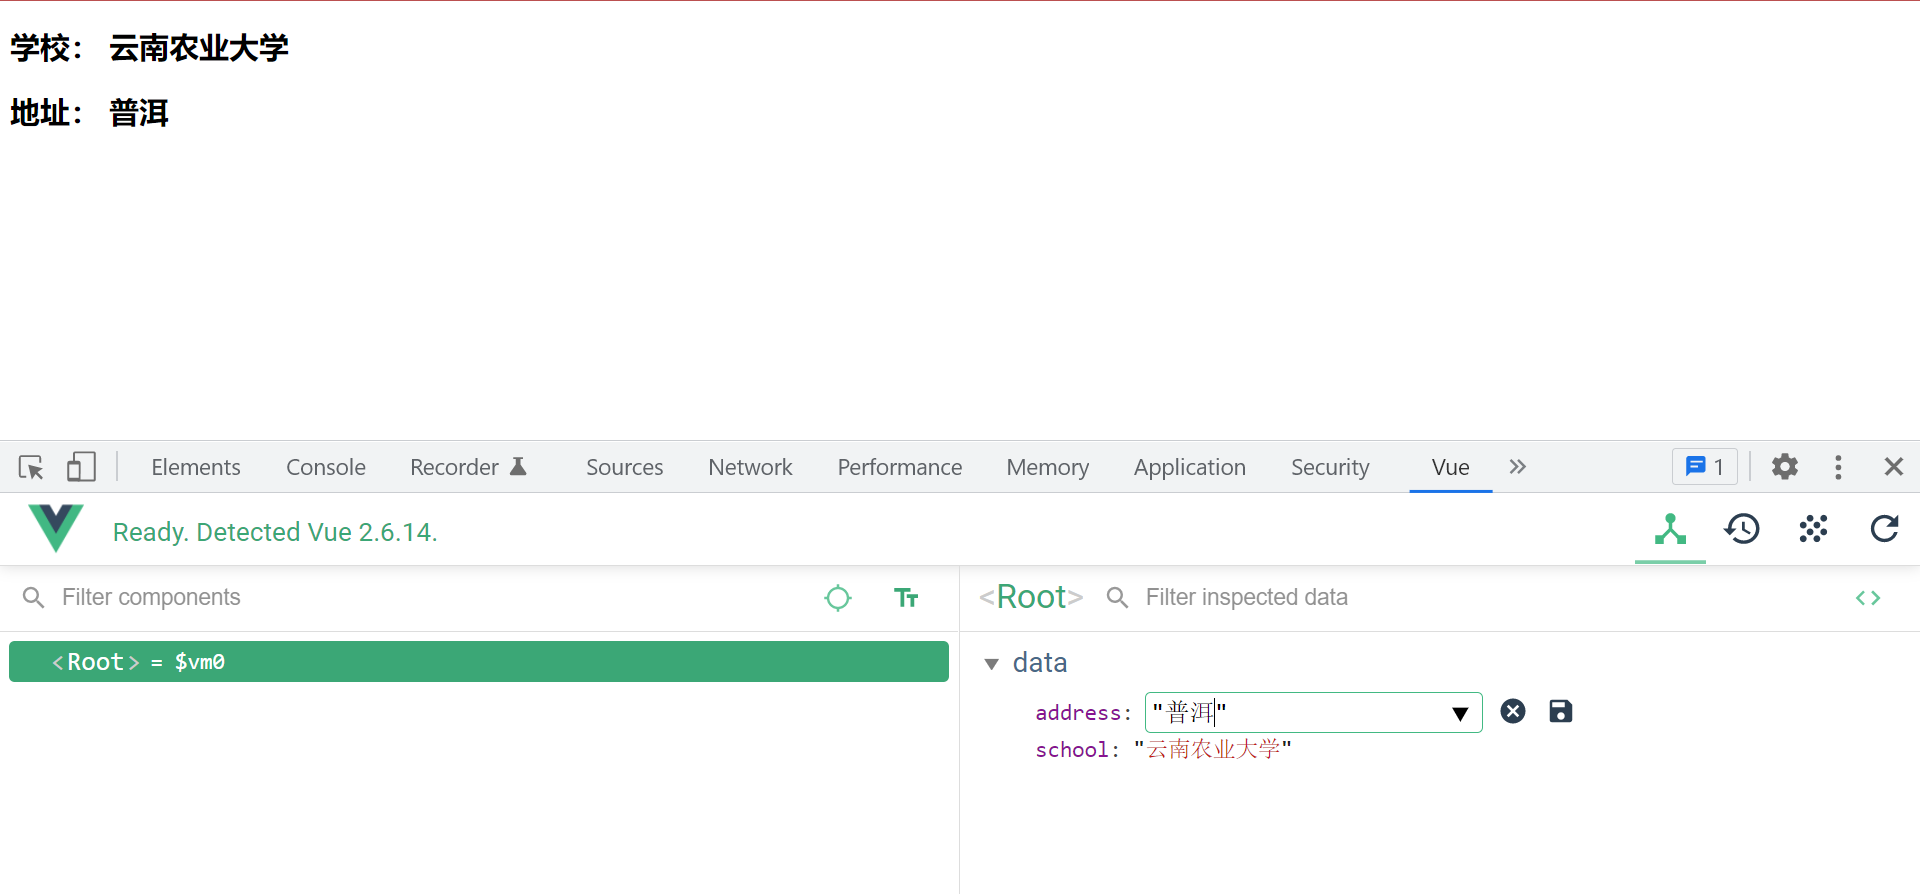 学校： 云南农业大学
地址： 普洱
Elements Console Recorder Sources Network Performance Memory Application Security Vue 1
Ready. Detected Vue 2.6.14.
Filter components
<Root> Filter inspected data
<Root> = $vm0
data
address: "普洱"
school: "云南农业大学"